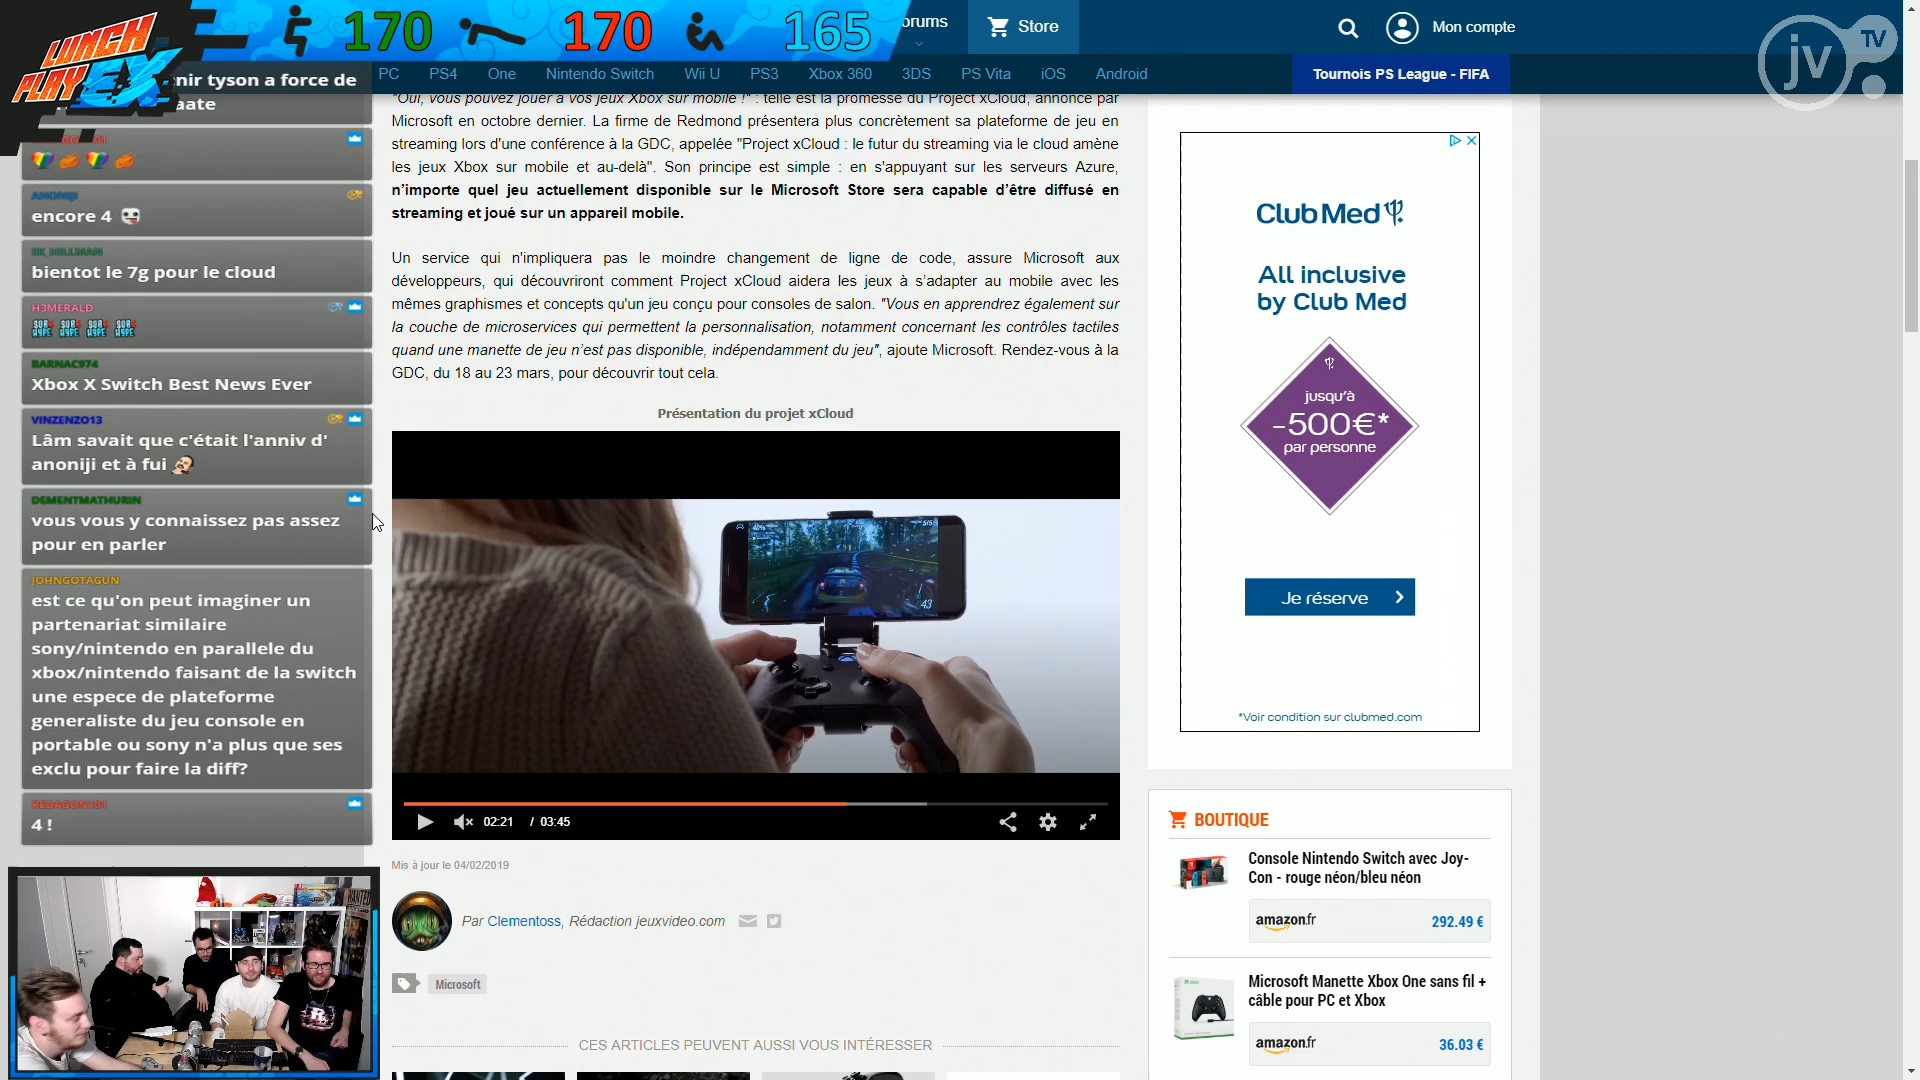 LUNCH
PLAY EX
170
170
165
orums
Store
Mon compte
jv
TV
PC
PS4
One
Nintendo Switch
Wii U
PS3
Xbox 360
3DS
PS Vita
iOS
Android
Tournois PS League - FIFA
nir tyson a force de
aate
ANONIJI
encore 4
bientot le 7g pour le cloud
H3MERALD
SUB HYPE SUB HYPE SUB HYPE SUB HYPE
BARNAC974
Xbox X Switch Best News Ever
VINZENZO13
Lâm savait que c'était l'anniv d'
anoniji et à fui
DEMENTMATHURIN
vous vous y connaissez pas assez
pour en parler
JOHNGOTAGUN
est ce qu'on peut imaginer un
partenariat similaire
sony/nintendo en parallele du
xbox/nintendo faisant de la switch
une espece de plateforme
generaliste du jeu console en
portable ou sony n'a plus que ses
exclu pour faire la diff?
REDAGON101
4 !
"Oui, vous pouvez jouer à vos jeux Xbox sur mobile !" : telle est la promesse du Project xCloud, annoncé par
Microsoft en octobre dernier. La firme de Redmond présentera plus concrètement sa plateforme de jeu en
streaming lors d'une conférence à la GDC, appelée "Project xCloud : le futur du streaming via le cloud amène
les jeux Xbox sur mobile et au-delà". Son principe est simple : en s'appuyant sur les serveurs Azure,
n'importe quel jeu actuellement disponible sur le Microsoft Store sera capable d'être diffusé en
streaming et joué sur un appareil mobile.
Un service qui n'impliquera pas le moindre changement de ligne de code, assure Microsoft aux
développeurs, qui découvriront comment Project xCloud aidera les jeux à s'adapter au mobile avec les
mêmes graphismes et concepts qu'un jeu conçu pour consoles de salon. "Vous en apprendrez également sur
la couche de microservices qui permettent la personnalisation, notamment concernant les contrôles tactiles
quand une manette de jeu n'est pas disponible, indépendamment du jeu", ajoute Microsoft. Rendez-vous à la
GDC, du 18 au 23 mars, pour découvrir tout cela.
Présentation du projet xCloud
5/5
43
02:21 / 03:45
Mis à jour le 04/02/2019
Par Clementoss, Rédaction jeuxvideo.com
Microsoft
CES ARTICLES PEUVENT AUSSI VOUS INTÉRESSER
Club Med
All inclusive
by Club Med
jusqu'à
-500€*
par personne
Je réserve
*Voir condition sur clubmed.com
BOUTIQUE
Console Nintendo Switch avec Joy-
Con - rouge néon/bleu néon
amazon.fr
292.49 €
Microsoft Manette Xbox One sans fil +
câble pour PC et Xbox
amazon.fr
36.03 €